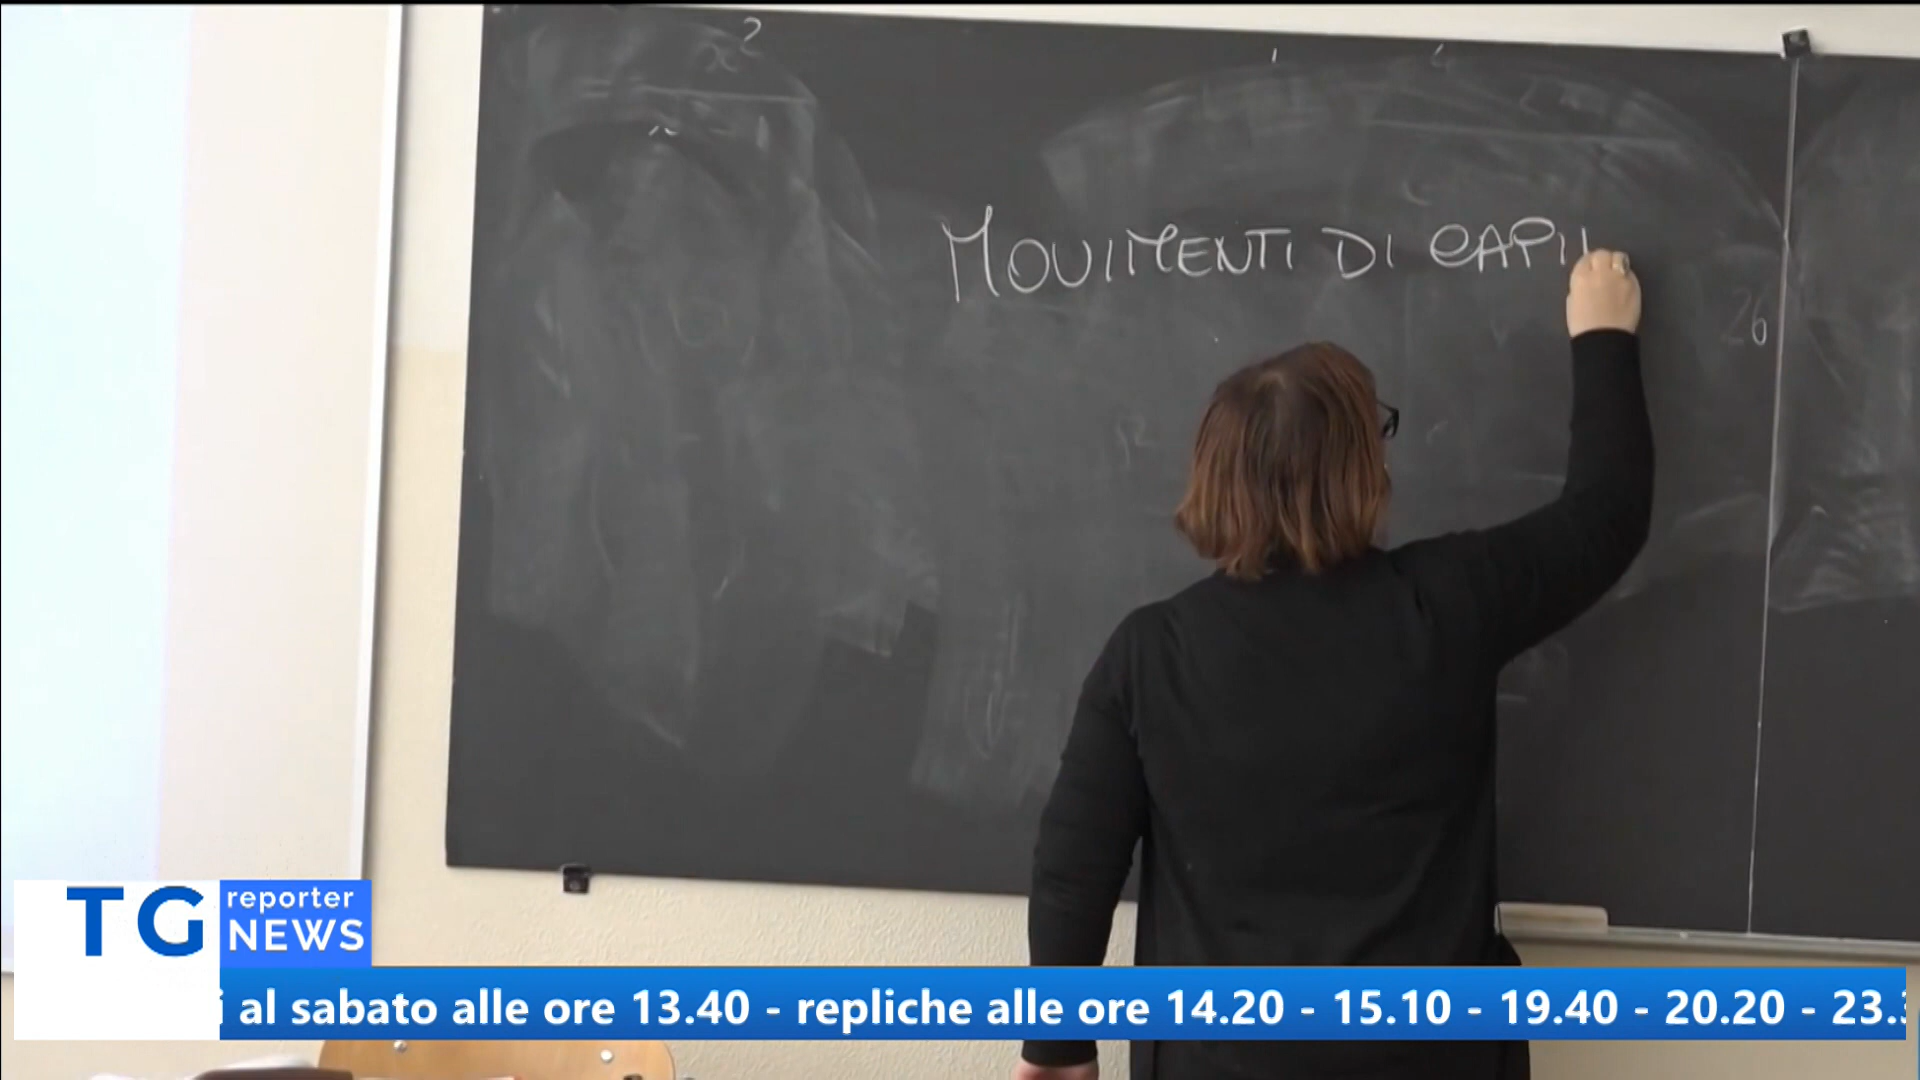 x²
MOVIMENTI DI CAPI
26
TG reporter
NEWS
al sabato alle ore 13.40 - repliche alle ore 14.20 - 15.10 - 19.40 - 20.20 - 23.3